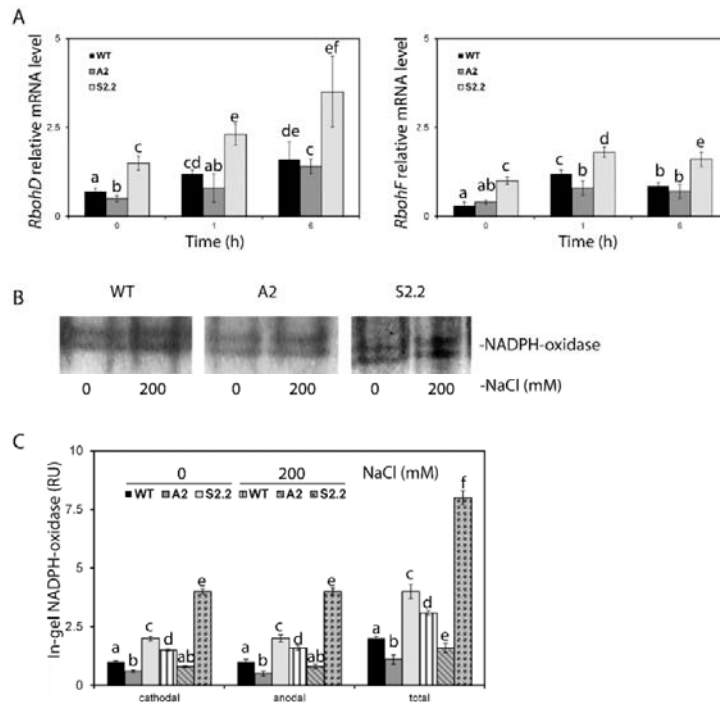 A
RbohD relative mRNA level
5
2.5
0
WT
A2
S2.2
a b c
cd ab e
de c ef
0 1 6
Time (h)
RbohF relative mRNA level
5
2.5
0
WT
A2
S2.2
a ab c
c b d
b b e
0 1 6
Time (h)
B
WT A2 S2.2
-NADPH-oxidase
0 200 0 200 0 200 -NaCl (mM)
C
In-gel NADPH-oxidase (RU)
10
7.5
5
2.5
0
0 200 NaCl (mM)
WT A2 S2.2 WT A2 S2.2
a b c d ab e
a b c d ab e
a b c d e f
cathodal anodal total